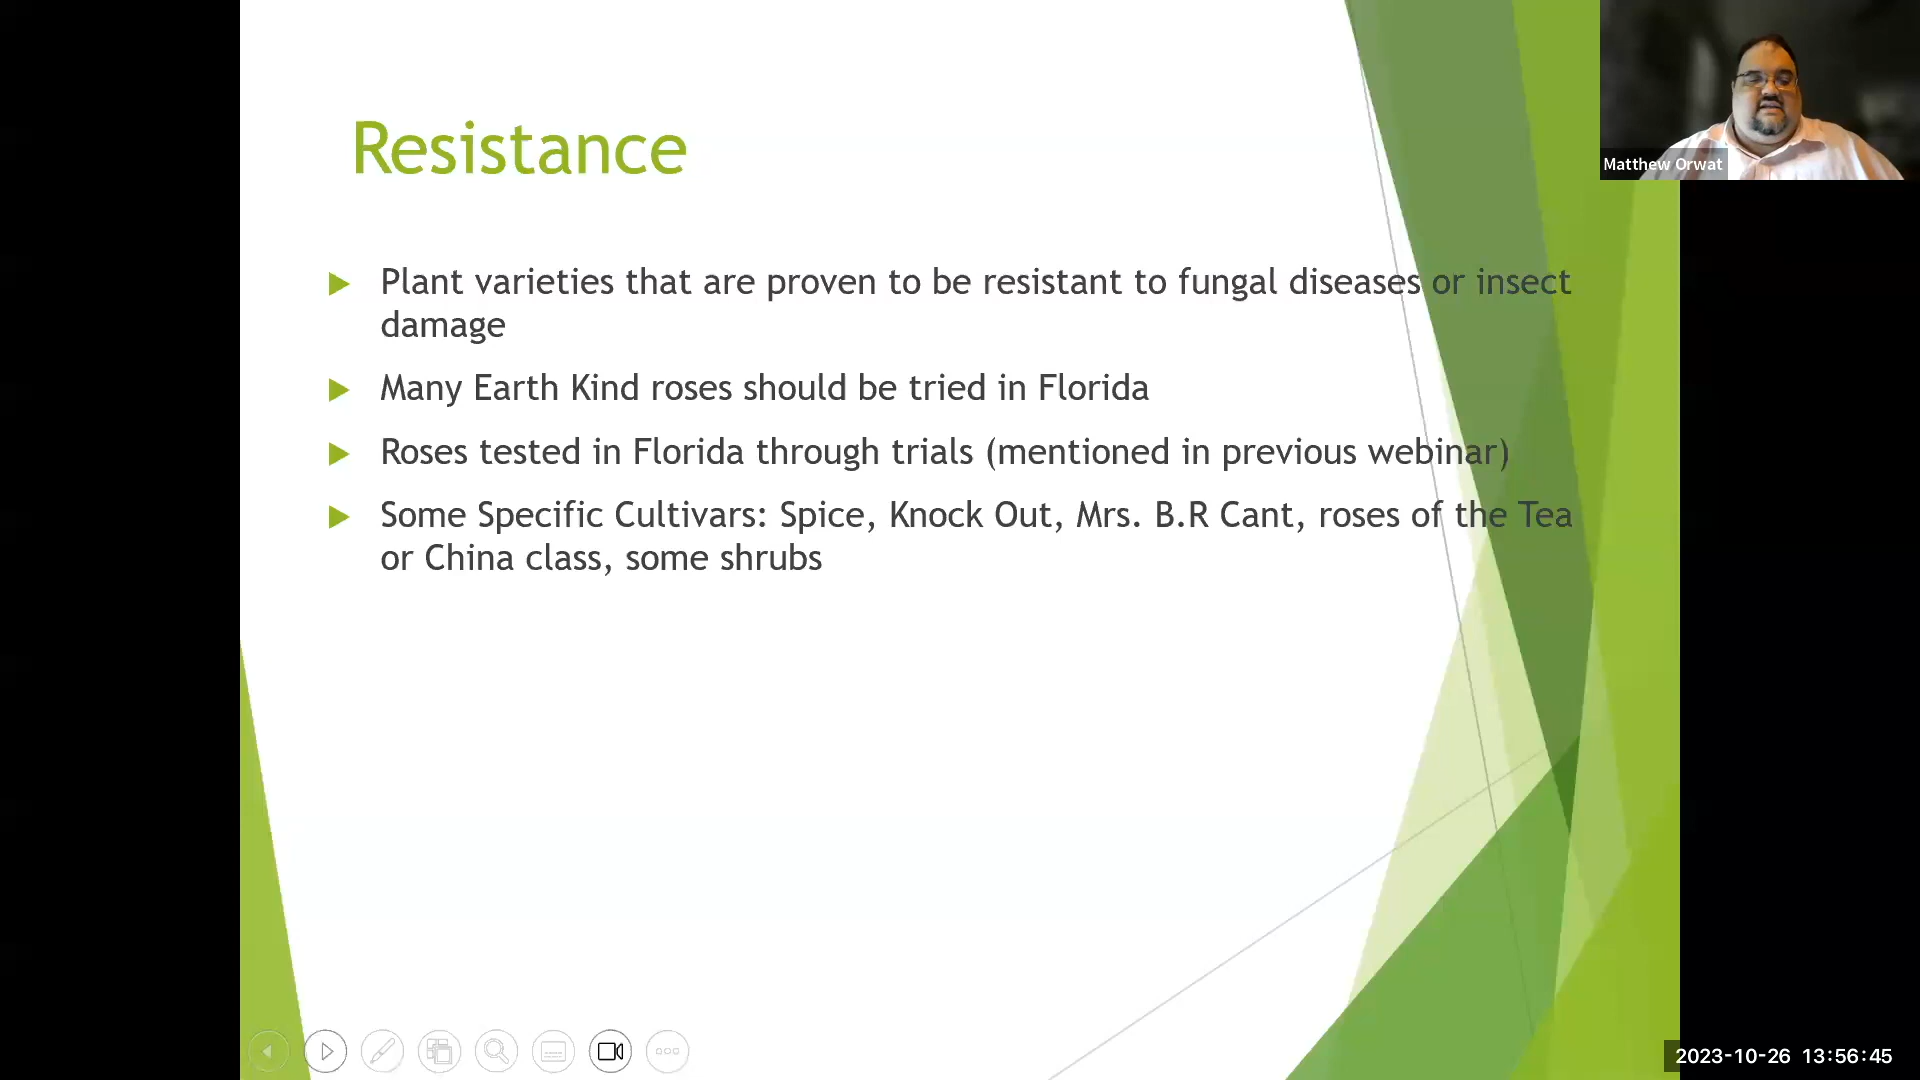 Resistance
Plant varieties that are proven to be resistant to fungal diseases or insect
damage
Many Earth Kind roses should be tried in Florida
Roses tested in Florida through trials (mentioned in previous webinar)
Some Specific Cultivars: Spice, Knock Out, Mrs. B.R Cant, roses of the Tea
or China class, some shrubs
Matthew Orwat
2023-10-26 13:56:45